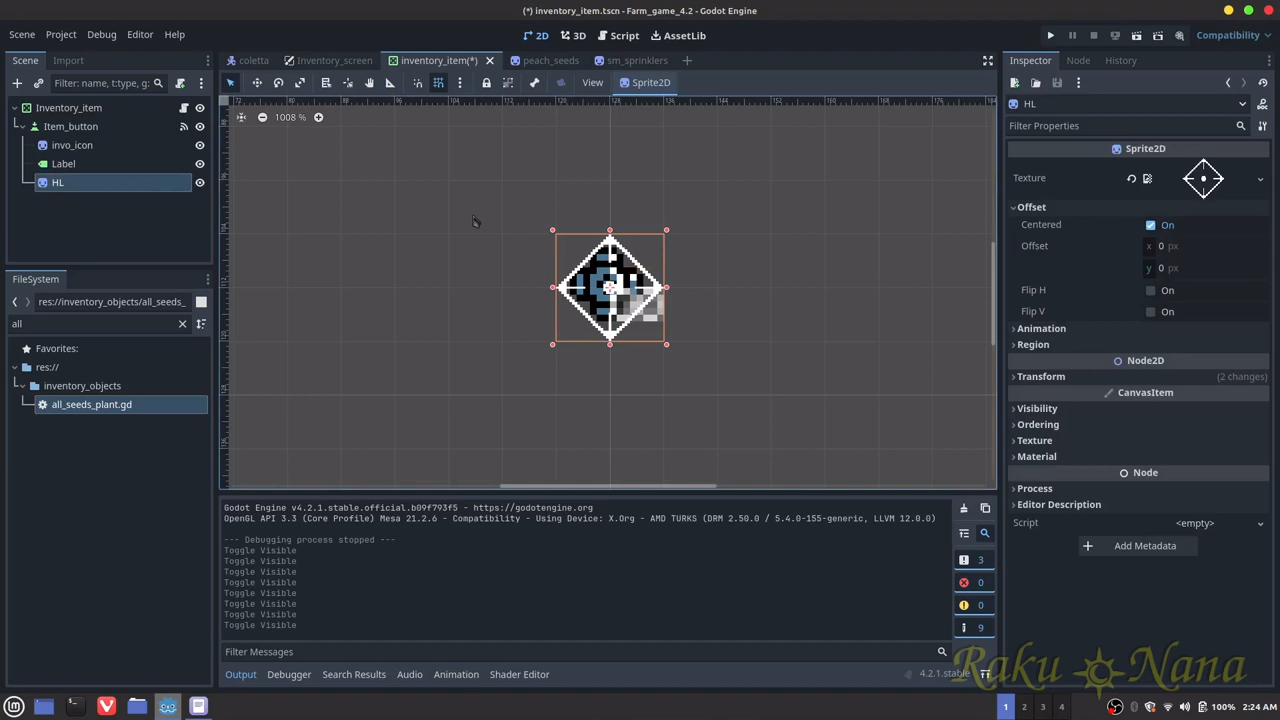 (*) inventory_item.tscn - Farm_game_4.2 - Godot Engine
Scene Project Debug Editor Help
2D 3D Script AssetLib
Compatibility
Scene Import
coletta Inventory_screen inventory_item(*) peach_seeds sm_sprinklers
Inspector Node History
Filter: name, t:type, g:
View Sprite2D
HL
Filter Properties
Inventory_item
Item_button
invo_icon
Label
HL
1008 %
Sprite2D
Texture
Offset
Centered On
Offset x 0 px
y 0 px
Flip H On
Flip V On
Animation
Region
Node2D
Transform (2 changes)
CanvasItem
Visibility
Ordering
Texture
Material
Node
Process
Editor Description
Script <empty>
Add Metadata
FileSystem
res://inventory_objects/all_seeds_
all
Favorites:
res://
inventory_objects
all_seeds_plant.gd
Godot Engine v4.2.1.stable.official.b09f793f5 - https://godotengine.org
OpenGL API 3.3 (Core Profile) Mesa 21.2.6 - Compatibility - Using Device: X.Org - AMD TURKS (DRM 2.50.0 / 5.4.0-155-generic, LLVM 12.0.0)
--- Debugging process stopped ---
Toggle Visible
Toggle Visible
Toggle Visible
Toggle Visible
Toggle Visible
Toggle Visible
Toggle Visible
Toggle Visible
3
0
0
9
Filter Messages
Output Debugger Search Results Audio Animation Shader Editor
4.2.1.stable
Raku Nana
1 2 3 4
100% 2:24 AM